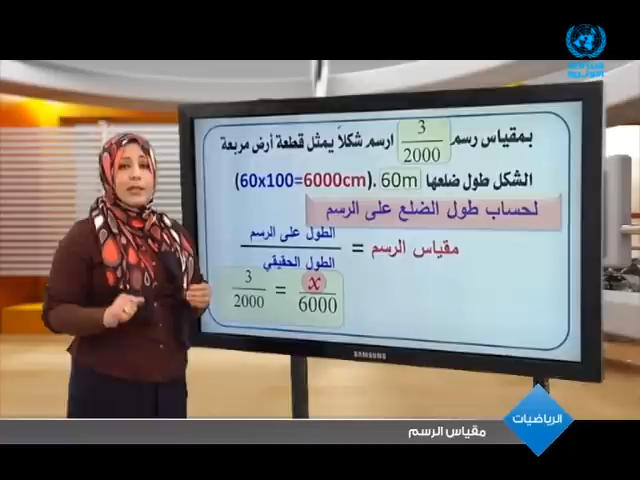 بمقياس رسم 3/2000 ارسم شكلاً يمثل قطعة أرض مربعة
الشكل طول ضلعها 60m .(60x100=6000cm)
لحساب طول الضلع على الرسم
مقياس الرسم = الطول على الرسم / الطول الحقيقي
3/2000 = x/6000
SAMSUNG
الرياضيات
مقياس الرسم